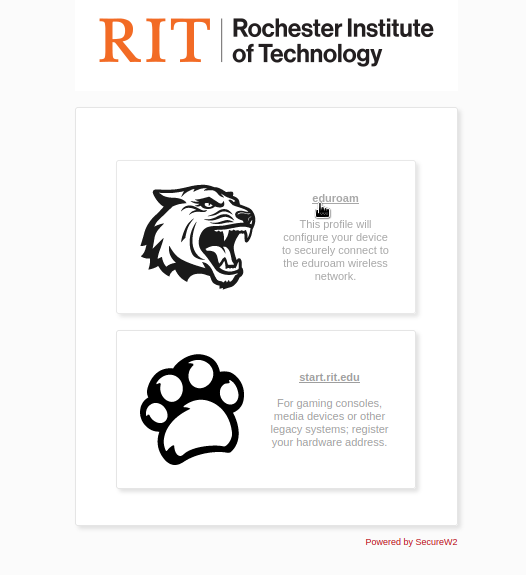 RIT Rochester Institute
of Technology
eduroam
This profile will
configure your device
to securely connect to
the eduroam wireless
network.
start.rit.edu
For gaming consoles,
media devices or other
legacy systems; register
your hardware address.
Powered by SecureW2